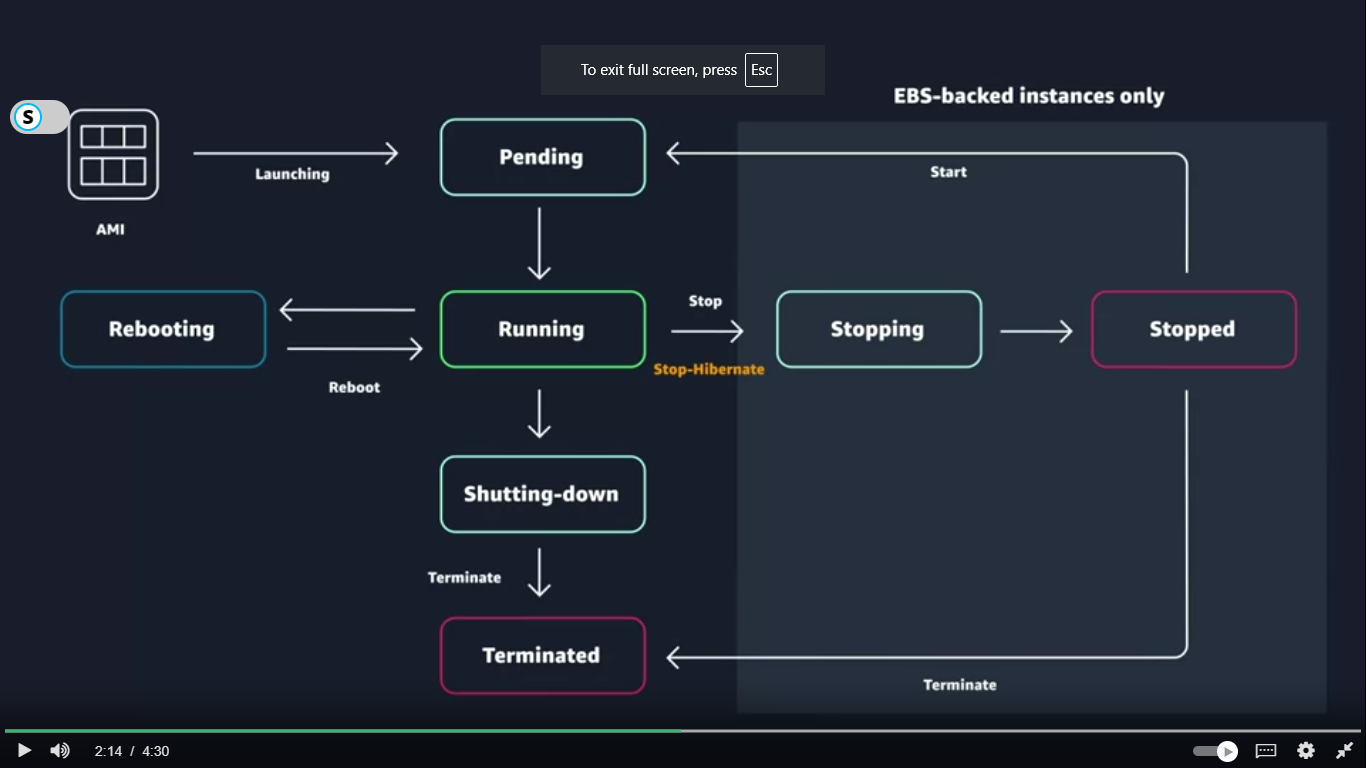 To exit full screen, press Esc
EBS-backed instances only
S
Pending
Launching
Start
AMI
Stop
Rebooting
Running
Stopping
Stopped
Stop-Hibernate
Reboot
Shutting-down
Terminate
Terminated
Terminate
2:14 / 4:30